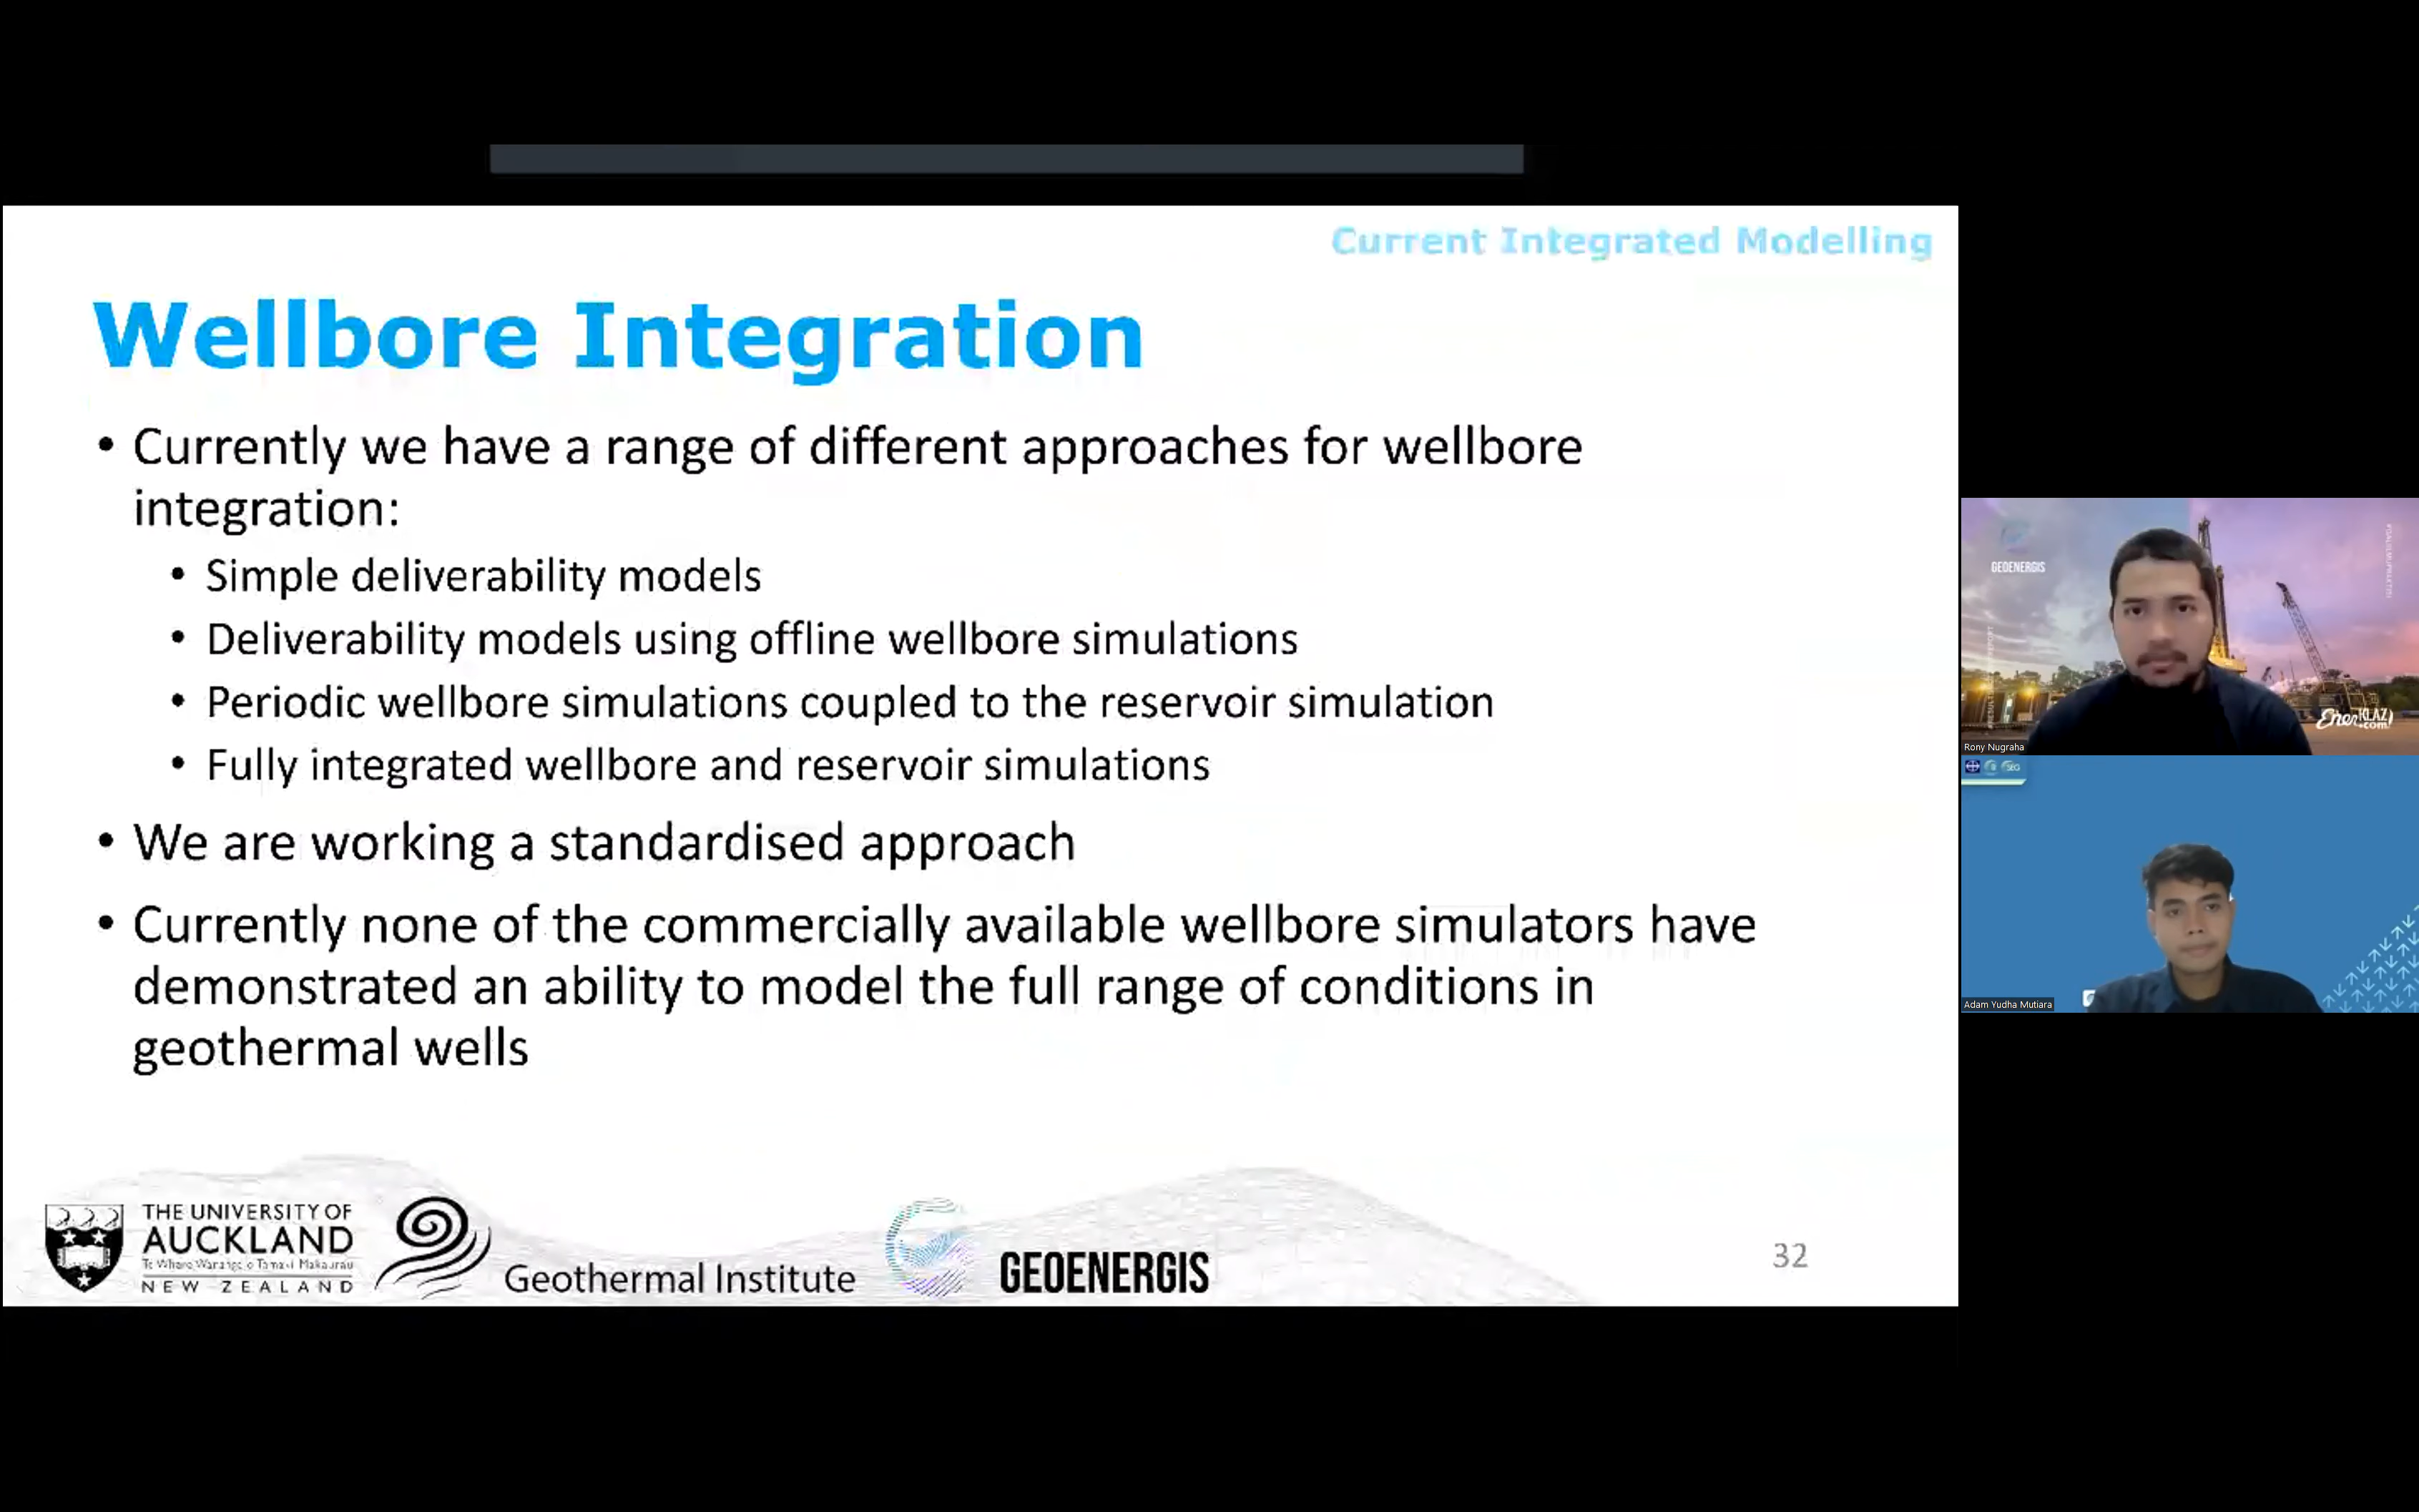 Current Integrated Modelling
Wellbore Integration
• Currently we have a range of different approaches for wellbore
integration:
• Simple deliverability models
• Deliverability models using offline wellbore simulations
• Periodic wellbore simulations coupled to the reservoir simulation
• Fully integrated wellbore and reservoir simulations
• We are working a standardised approach
• Currently none of the commercially available wellbore simulators have
demonstrated an ability to model the full range of conditions in
geothermal wells
THE UNIVERSITY OF
AUCKLAND
NEW ZEALAND
Geothermal Institute
GEOENERGIS
32
GEOENERGIS
Rony Nugraha
SEG
Adam Yudha Mutiara